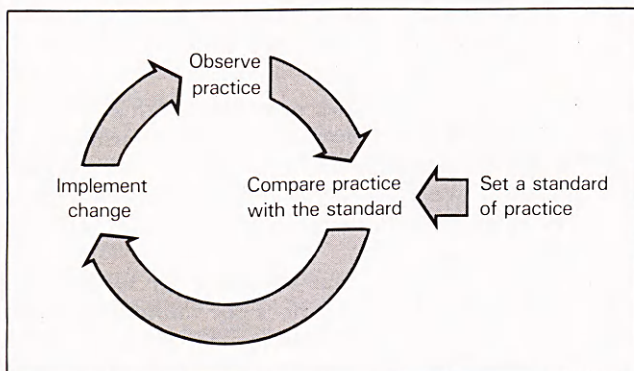 Observe
practice
Implement
change
Compare practice
with the standard
Set a standard
of practice